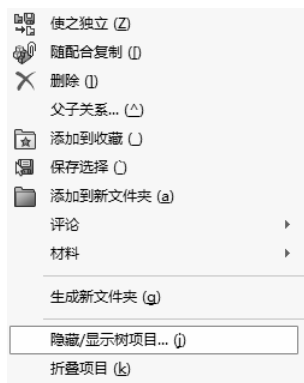 使之独立 (Z)
随配合复制 ([)
删除 (])
父子关系... (^)
添加到收藏 (_)
保存选择 (`)
添加到新文件夹 (a)
评论
材料
生成新文件夹 (g)
隐藏/显示树项目... (j)
折叠项目 (k)